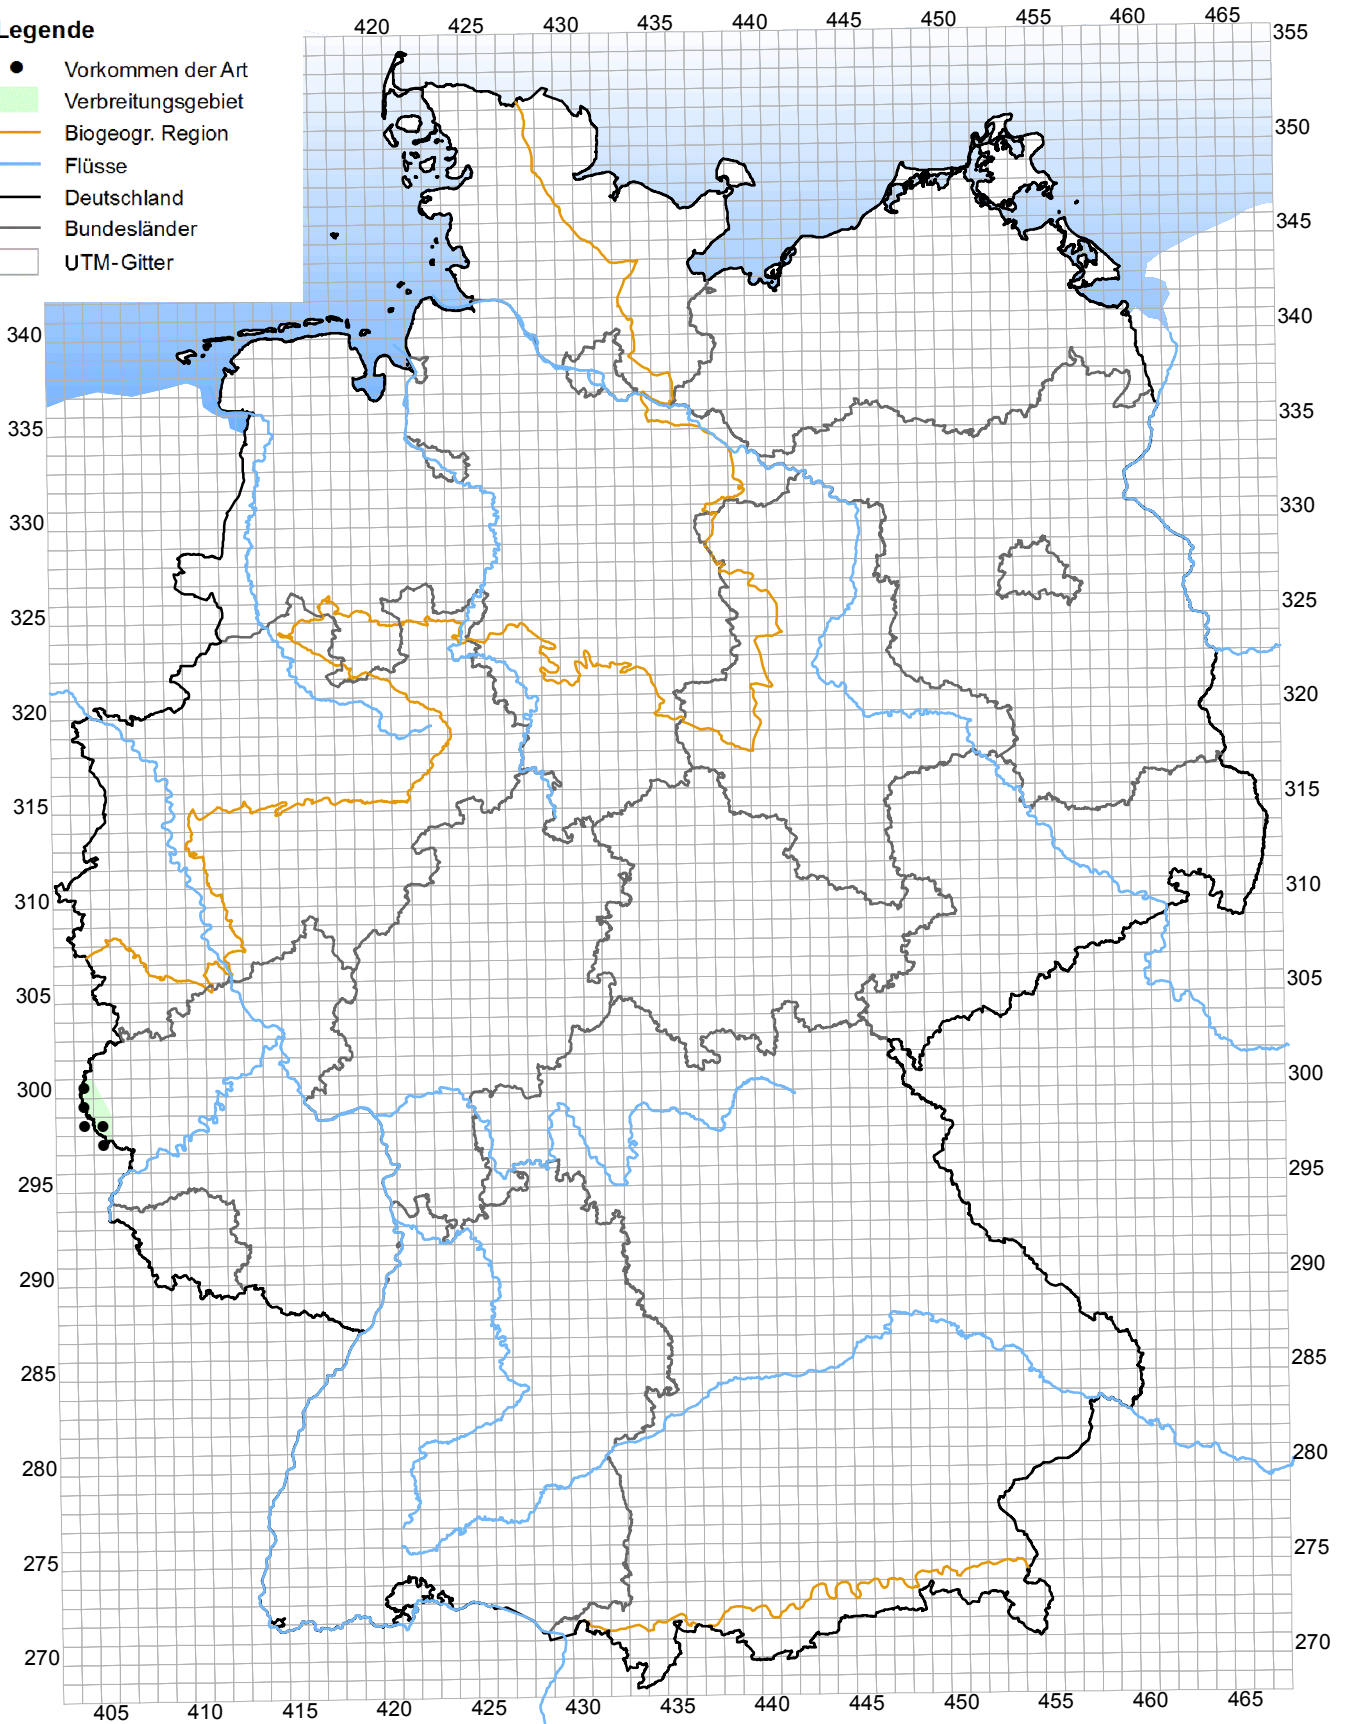 Legende
Vorkommen der Art
Verbreitungsgebiet
Biogeogr. Region
Flüsse
Deutschland
Bundesländer
UTM-Gitter
420 425 430 435 440 445 450 455 460 465
355
350
345
340 340
335 335
330 330
325 325
320 320
315 315
310 310
305 305
300 300
295 295
290 290
285 285
280 280
275 275
270 270
405 410 415 420 425 430 435 440 445 450 455 460 465